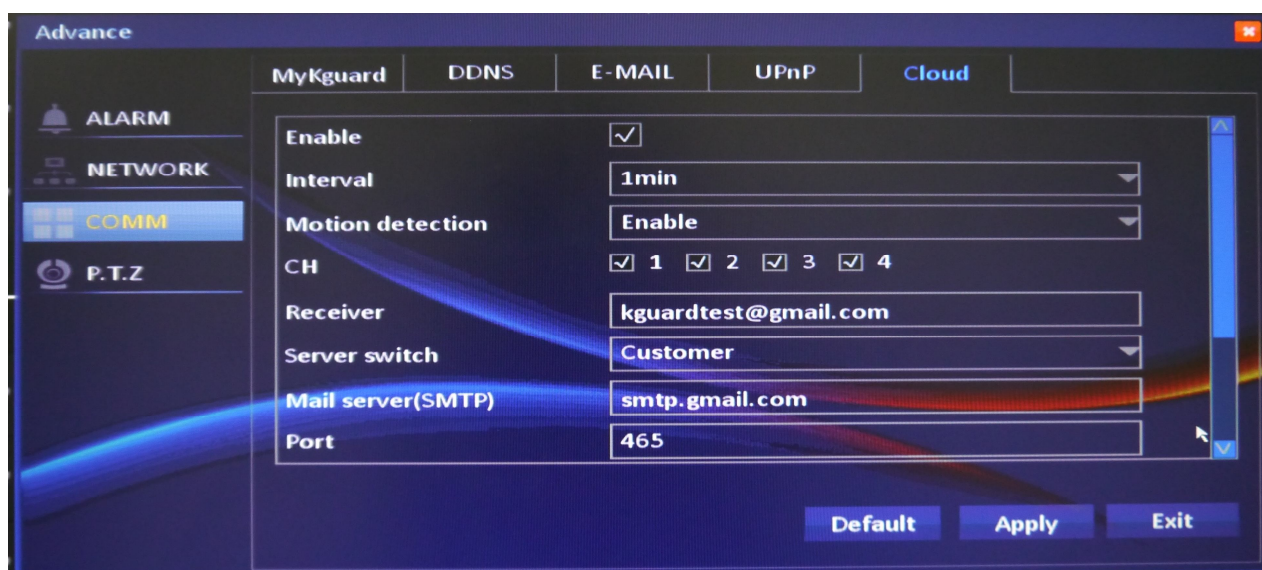 Advance
MyKguard DDNS E-MAIL UPnP Cloud
ALARM
NETWORK
COMM
P.T.Z
Enable
Interval 1min
Motion detection Enable
CH 1 2 3 4
Receiver kguardtest@gmail.com
Server switch Customer
Mail server(SMTP) smtp.gmail.com
Port 465
Default Apply Exit